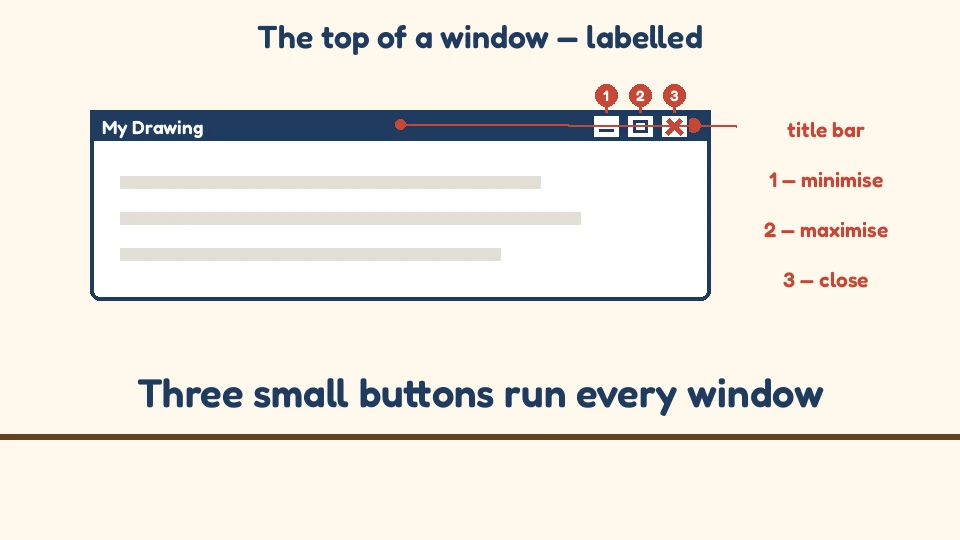 The top of a window — labelled
1 2 3
My Drawing
title bar
1 — minimise
2 — maximise
3 — close
Three small buttons run every window